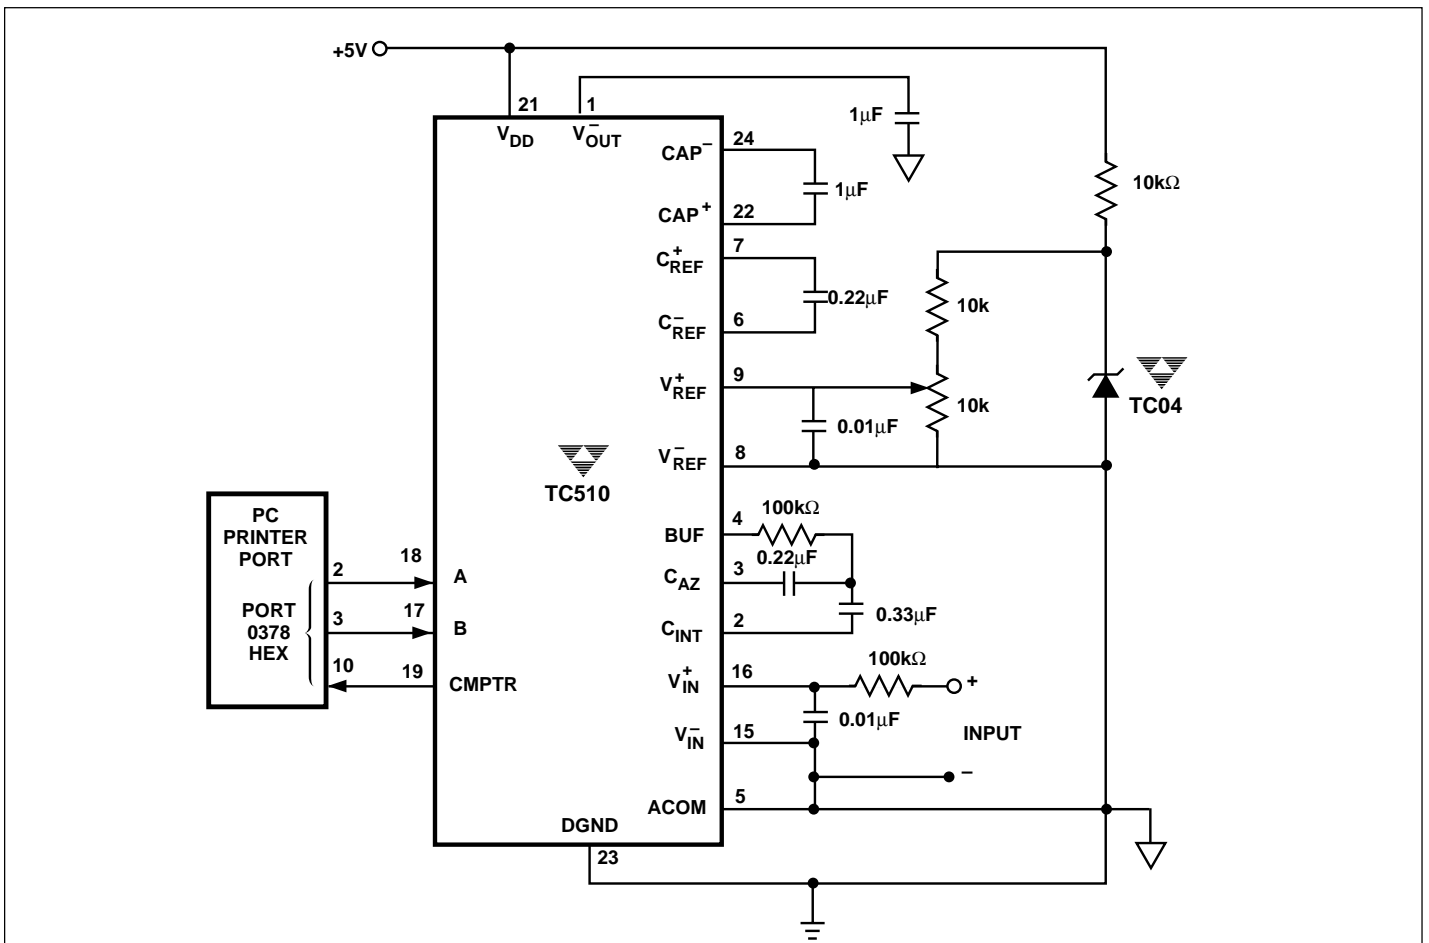 +5V
21
1
VDD
V−OUT
1µF
CAP−
24
1µF
CAP+
22
10kΩ
C+REF
7
0.22µF
C−REF
6
10k
V+REF
9
10k
0.01µF
TC04
V−REF
8
TC510
PC
PRINTER
PORT
PORT
0378
HEX
2
18
A
3
17
B
10
19
CMPTR
BUF
4
100kΩ
0.22µF
CAZ
3
0.33µF
CINT
2
V+IN
16
100kΩ
+
0.01µF
INPUT
V−IN
15
−
ACOM
5
DGND
23